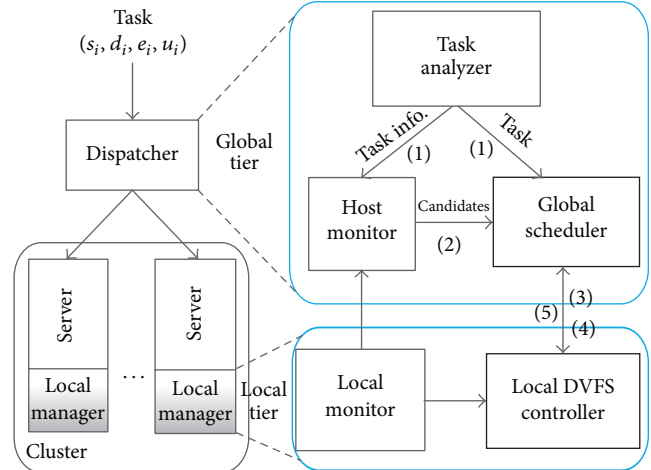 Task
(s_i, d_i, e_i, u_i)
Dispatcher
Global
tier
Task
analyzer
Task info.
(1)
Task
(1)
Host
monitor
Candidates
(2)
Global
scheduler
(5)
(3)
(4)
Server
Local
manager
...
Server
Local
manager
Cluster
Local
tier
Local
monitor
Local DVFS
controller